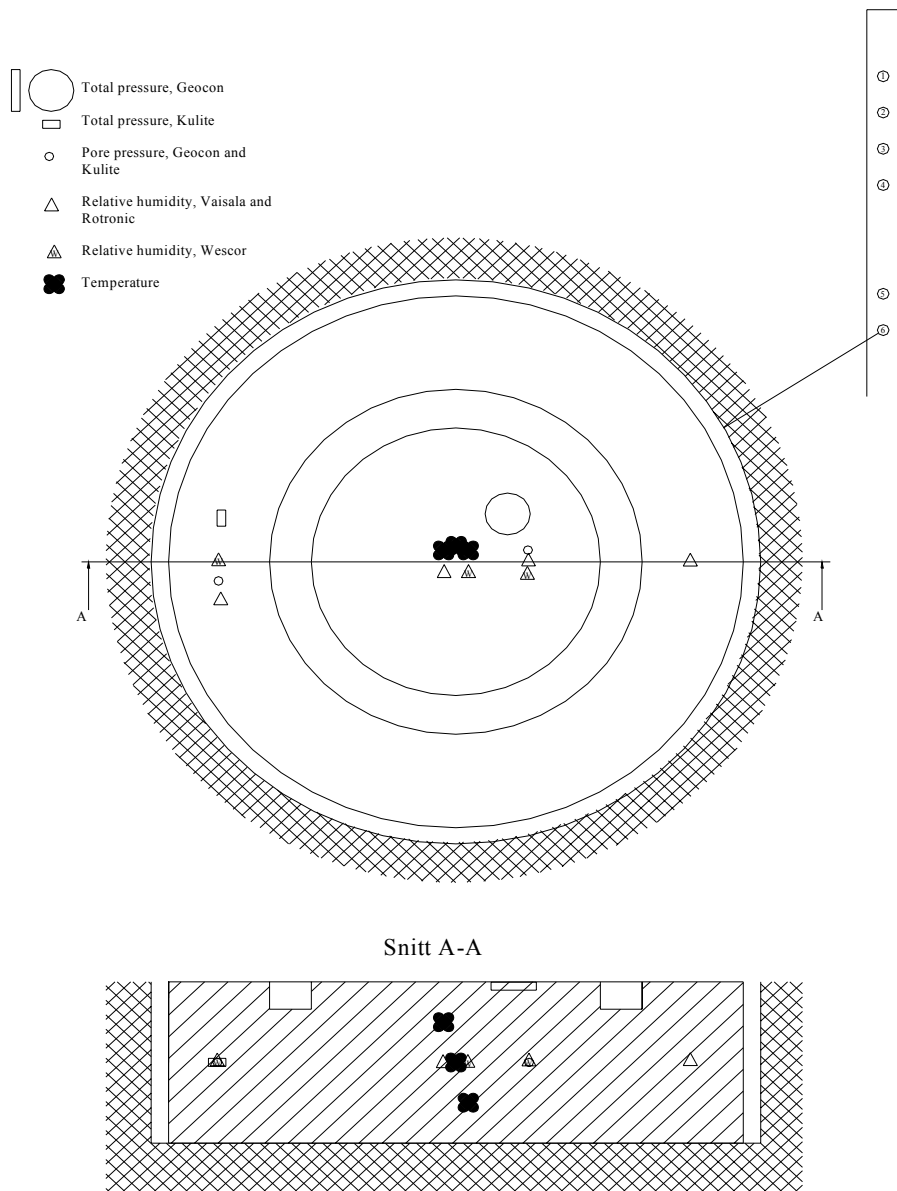 Total pressure, Geocon
Total pressure, Kulite
Pore pressure, Geocon and
Kulite
Relative humidity, Vaisala and
Rotronic
W Relative humidity, Wescor
Temperature
1
2
3
4
5
6
W
W
W
A
A
Snitt A-A
W
W
W